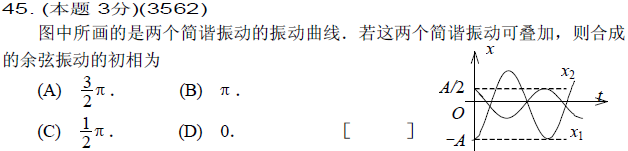 45. (本题 3分)(3562)
图中所画的是两个简谐振动的振动曲线．若这两个简谐振动可叠加，则合成
的余弦振动的初相为
(A) 3/2 π． (B) π．
(C) 1/2 π． (D) 0． [ ]
x
x₂
A/2
t
O
x₁
-A